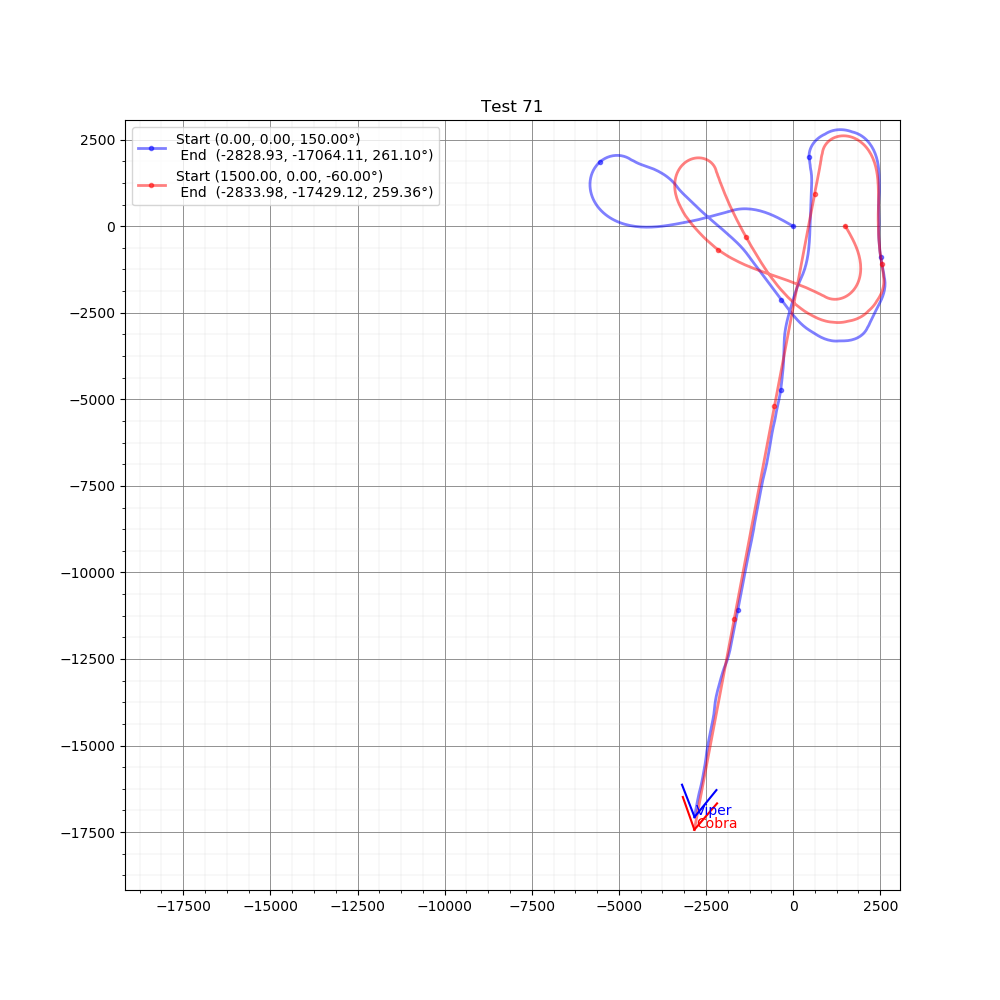 Test 71
Start (0.00, 0.00, 150.00°)
End (-2828.93, -17064.11, 261.10°)
Start (1500.00, 0.00, -60.00°)
End (-2833.98, -17429.12, 259.36°)
2500
0
−2500
−5000
−7500
−10000
−12500
−15000
−17500
Viper
Cobra
−17500 −15000 −12500 −10000 −7500 −5000 −2500 0 2500